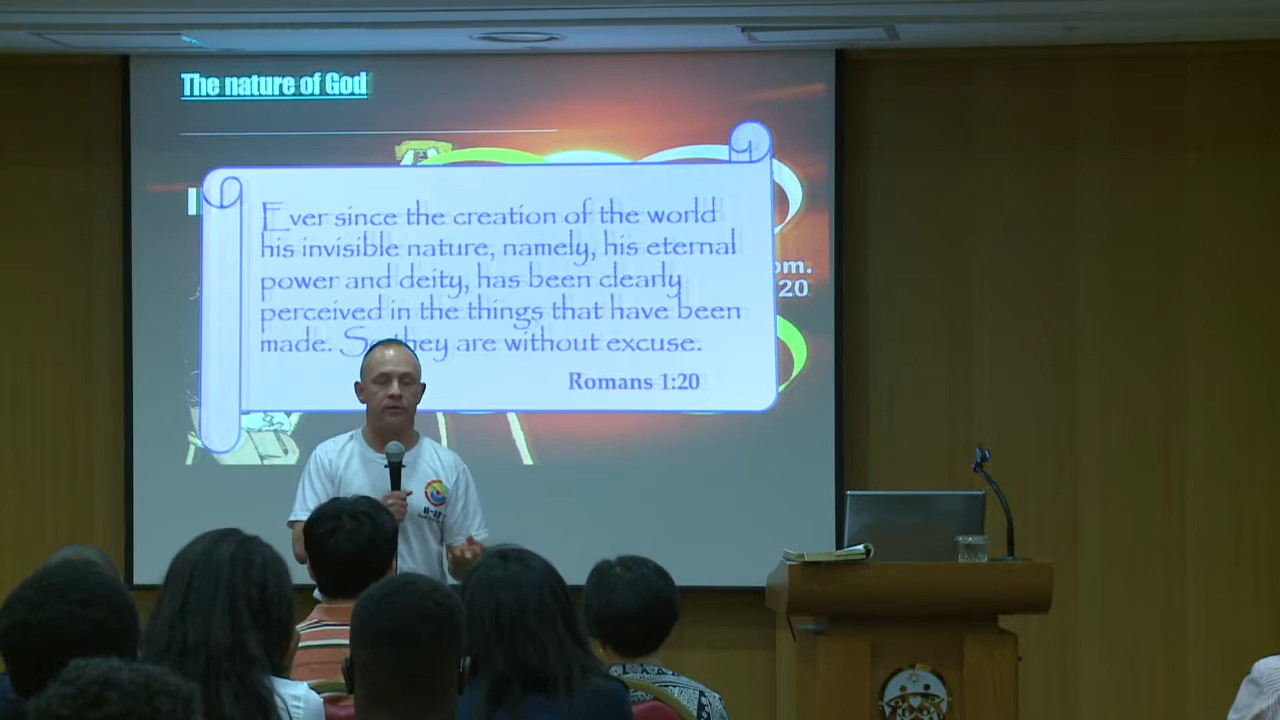 The nature of God
Ever since the creation of the world
his invisible nature, namely, his eternal
om.
power and deity, has been clearly
20
perceived in the things that have been
made. So they are without excuse.
Romans 1:20